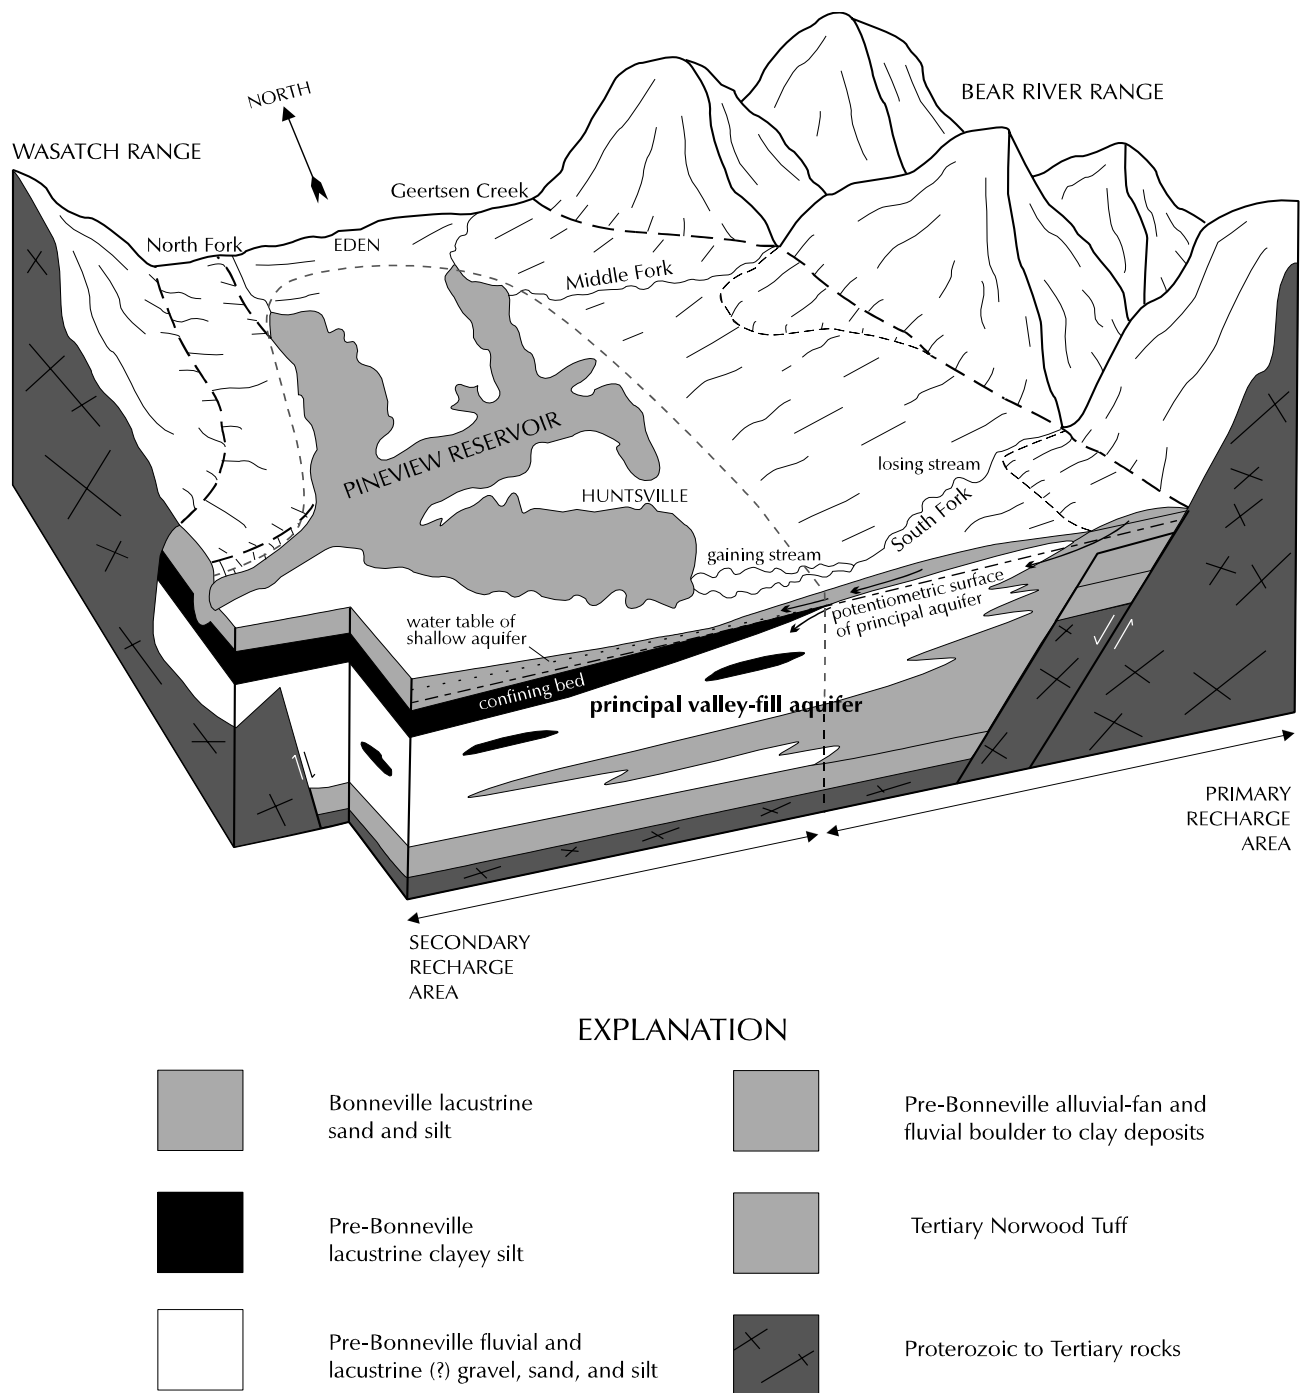 NORTH
BEAR RIVER RANGE
WASATCH RANGE
Geertsen Creek
North Fork
EDEN
Middle Fork
PINEVIEW RESERVOIR
losing stream
HUNTSVILLE
South Fork
gaining stream
potentiometric surface
of principal aquifer
water table of
shallow aquifer
confining bed
principal valley-fill aquifer
PRIMARY
RECHARGE
AREA
SECONDARY
RECHARGE
AREA
EXPLANATION
Bonneville lacustrine
sand and silt
Pre-Bonneville
lacustrine clayey silt
Pre-Bonneville fluvial and
lacustrine (?) gravel, sand, and silt
Pre-Bonneville alluvial-fan and
fluvial boulder to clay deposits
Tertiary Norwood Tuff
Proterozoic to Tertiary rocks